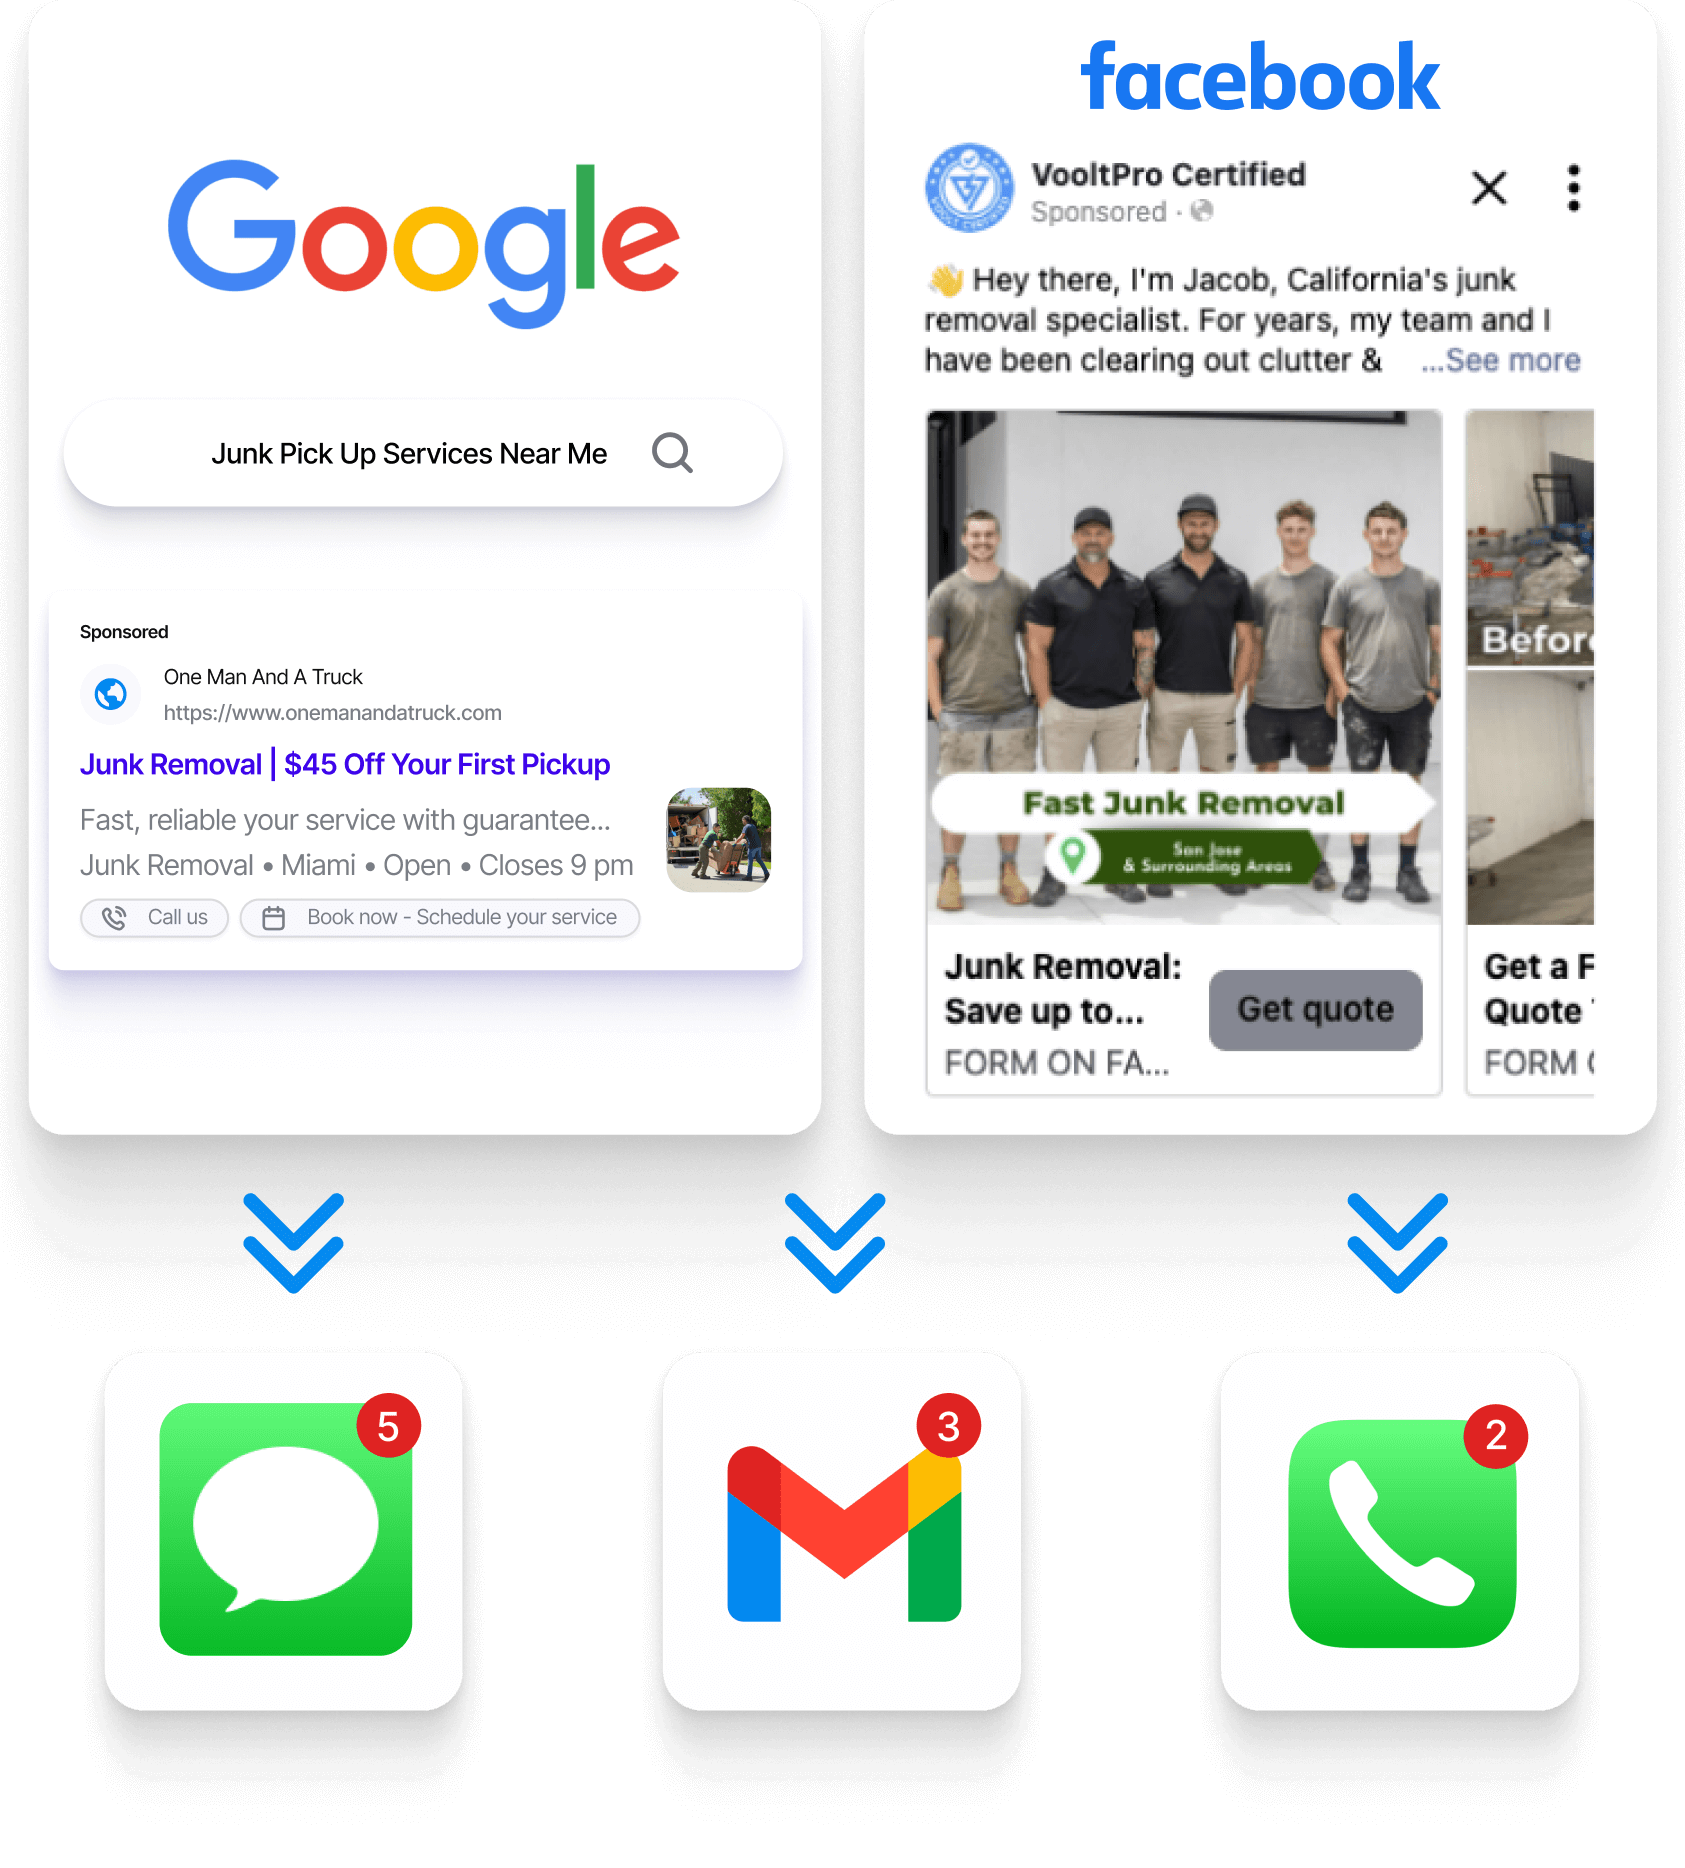 Google
Junk Pick Up Services Near Me
Sponsored
One Man And A Truck
https://www.onemanandatruck.com
Junk Removal | $45 Off Your First Pickup
Fast, reliable your service with guarantee...
Junk Removal • Miami • Open • Closes 9 pm
Call us
Book now - Schedule your service
facebook
VooltPro Certified
Sponsored ·
👋 Hey there, I'm Jacob, California's junk
removal specialist. For years, my team and I
have been clearing out clutter & ...See more
Fast Junk Removal
San Jose
& Surrounding Areas
Junk Removal:
Save up to...
FORM ON FA...
Get quote
Before
Get a F
Quote
FORM
5
3
2